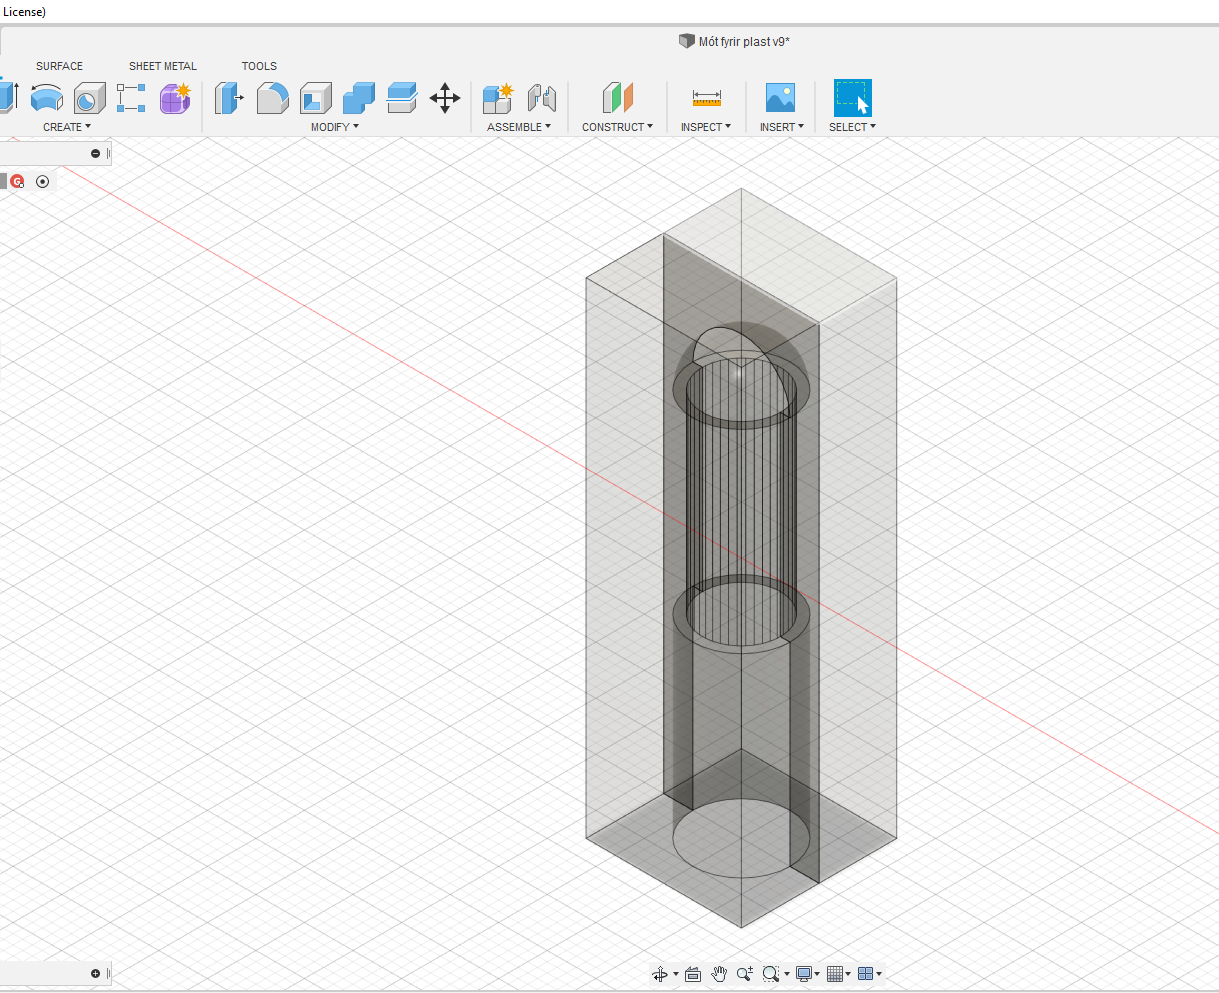 License)
Mót fyrir plast v9*
SURFACE SHEET METAL TOOLS
CREATE MODIFY ASSEMBLE CONSTRUCT INSPECT INSERT SELECT
G